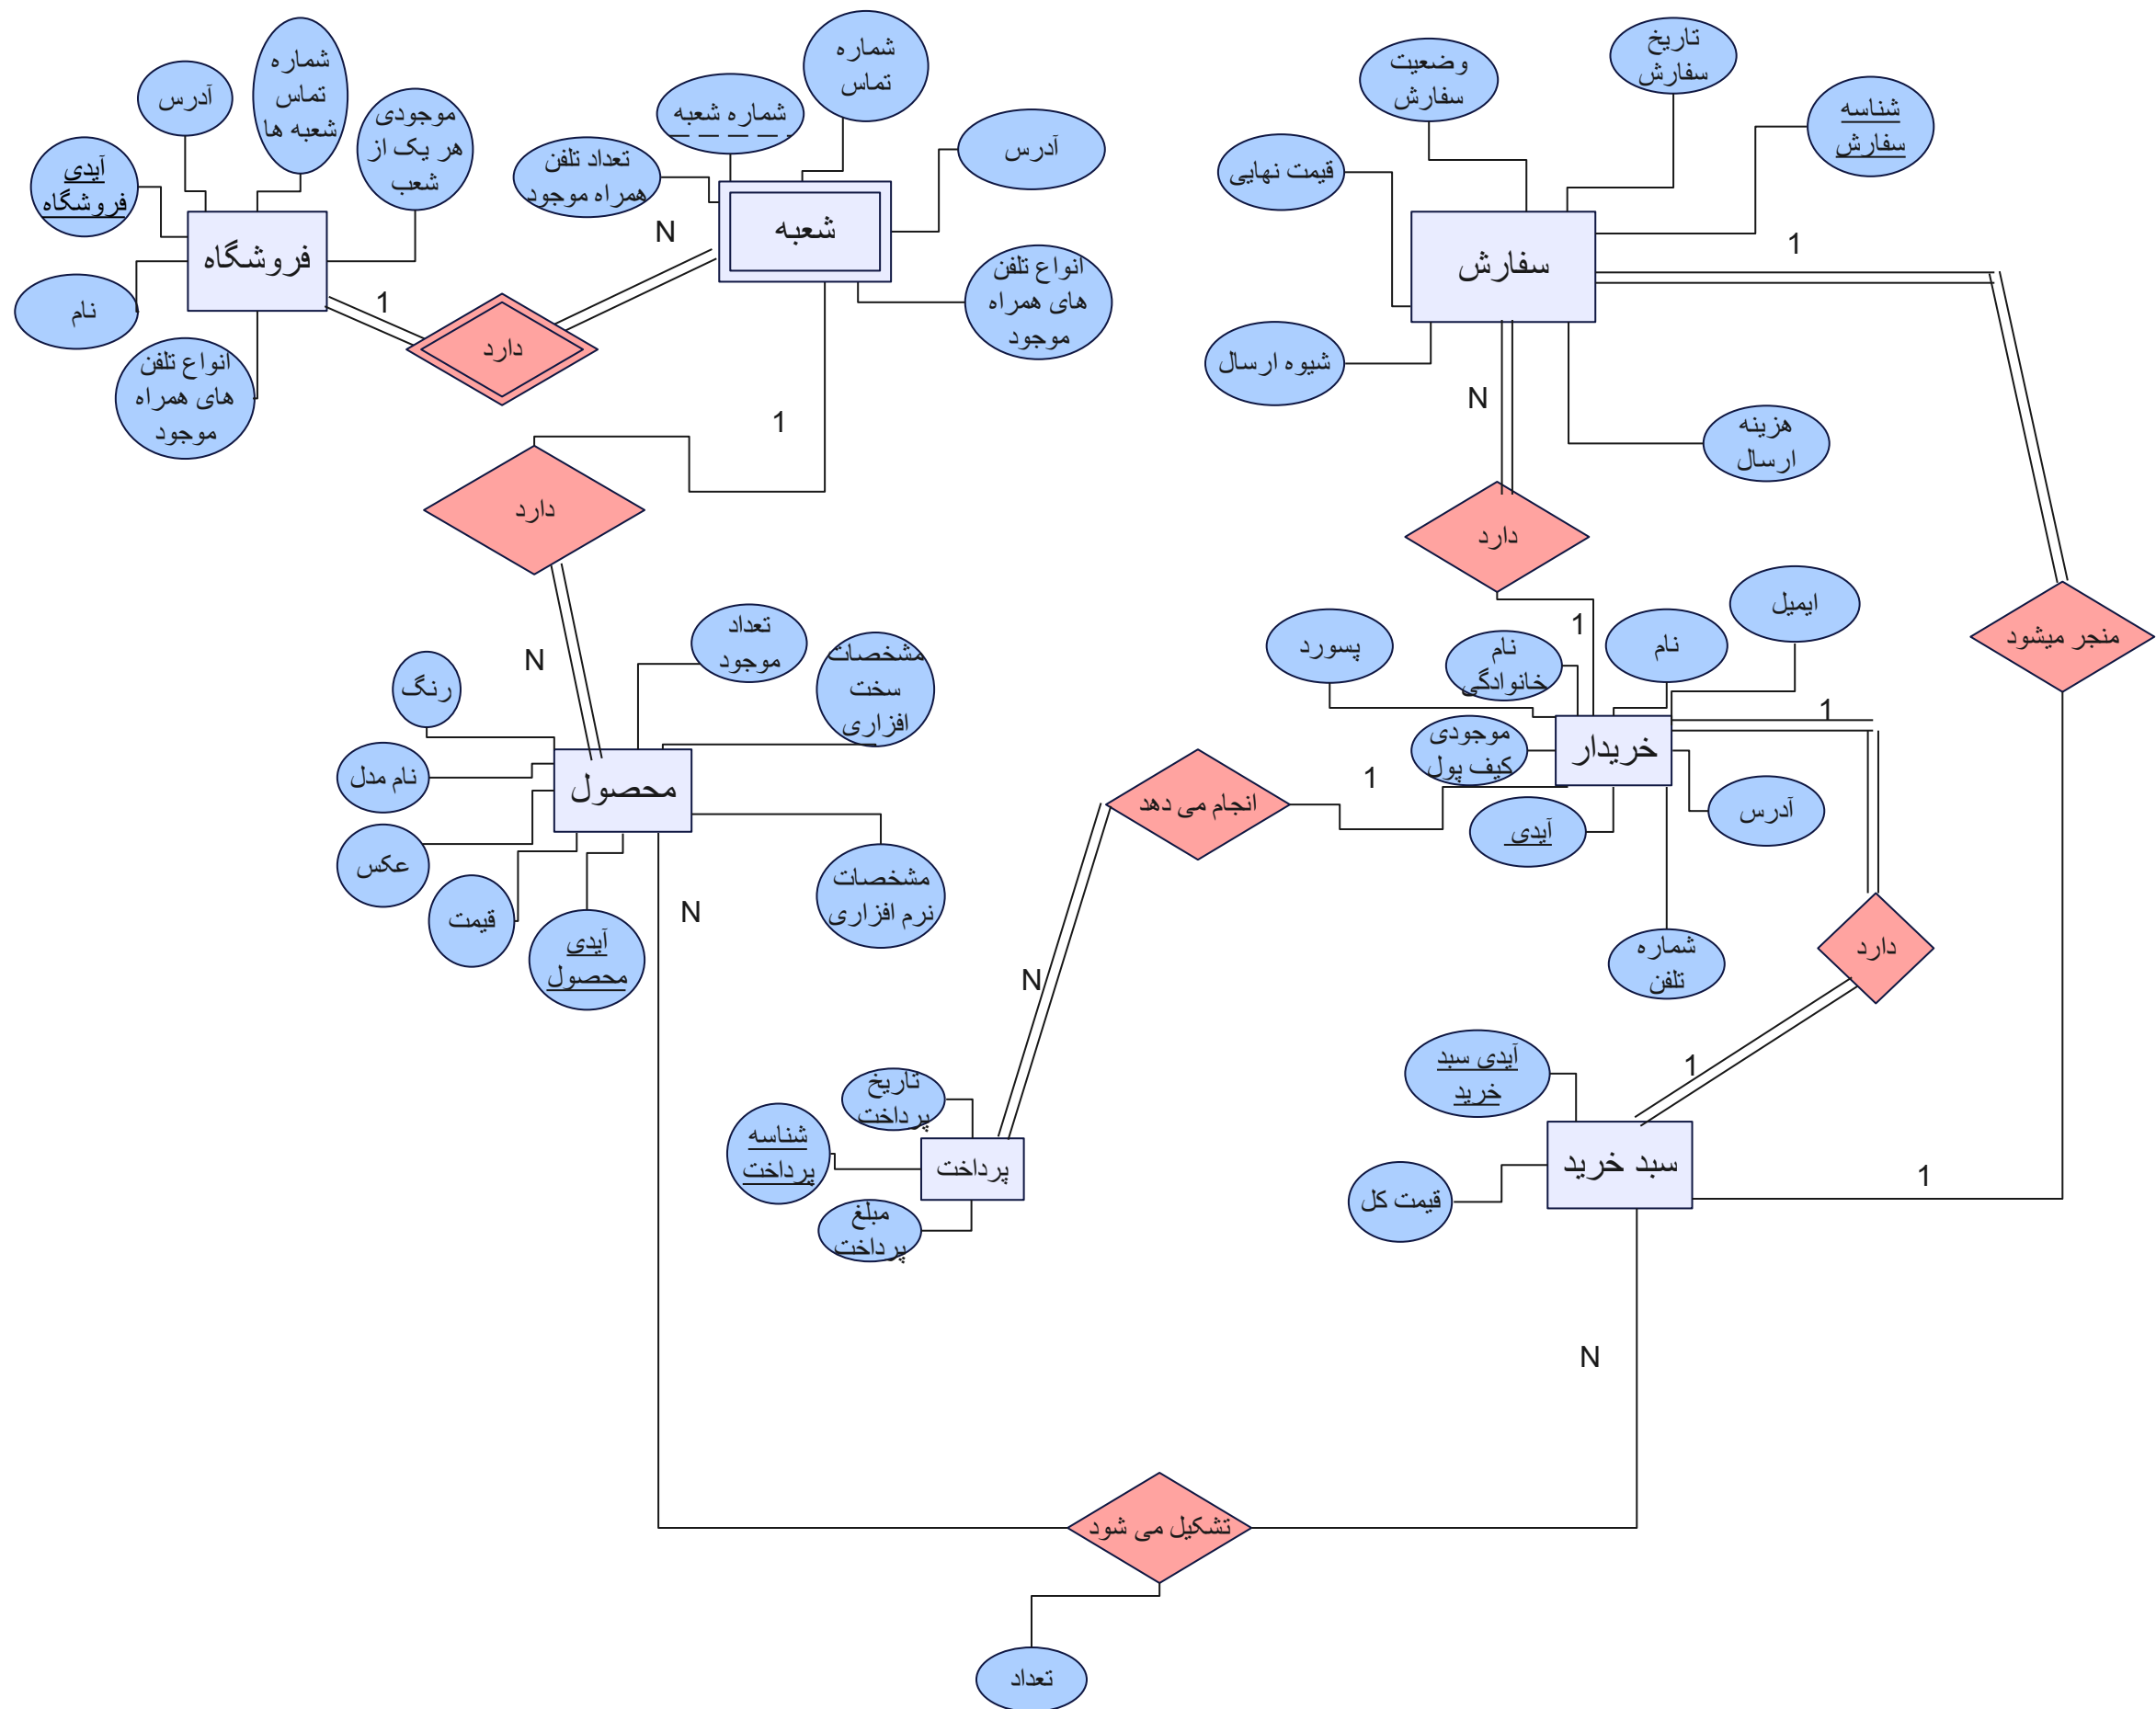 شماره
تماس
شعبه ها
آدرس
موجودی
هر یک از
شعب
آیدی
فروشگاه
فروشگاه
نام
انواع تلفن
های همراه
موجود
1
دارد
N
شماره
تماس
شماره شعبه
تعداد تلفن
همراه موجود
آدرس
شعبه
انواع تلفن
های همراه
موجود
1
دارد
N
تاریخ
سفارش
وضعیت
سفارش
شناسه
سفارش
قیمت نهایی
سفارش
1
شیوه ارسال
هزینه
ارسال
N
دارد
1
منجر میشود
ایمیل
نام
نام
خانوادگی
پسورد
موجودی
کیف پول
خریدار
1
آیدی
آدرس
شماره
تلفن
دارد
1
تعداد
موجود
مشخصات
سخت
افزاری
رنگ
نام مدل
محصول
عکس
قیمت
آیدی
محصول
مشخصات
نرم افزاری
N
انجام می دهد
1
N
تاریخ
پرداخت
شناسه
پرداخت
پرداخت
مبلغ
پرداخت
آیدی سبد
خرید
سبد خرید
قیمت کل
1
N
تشکیل می شود
تعداد